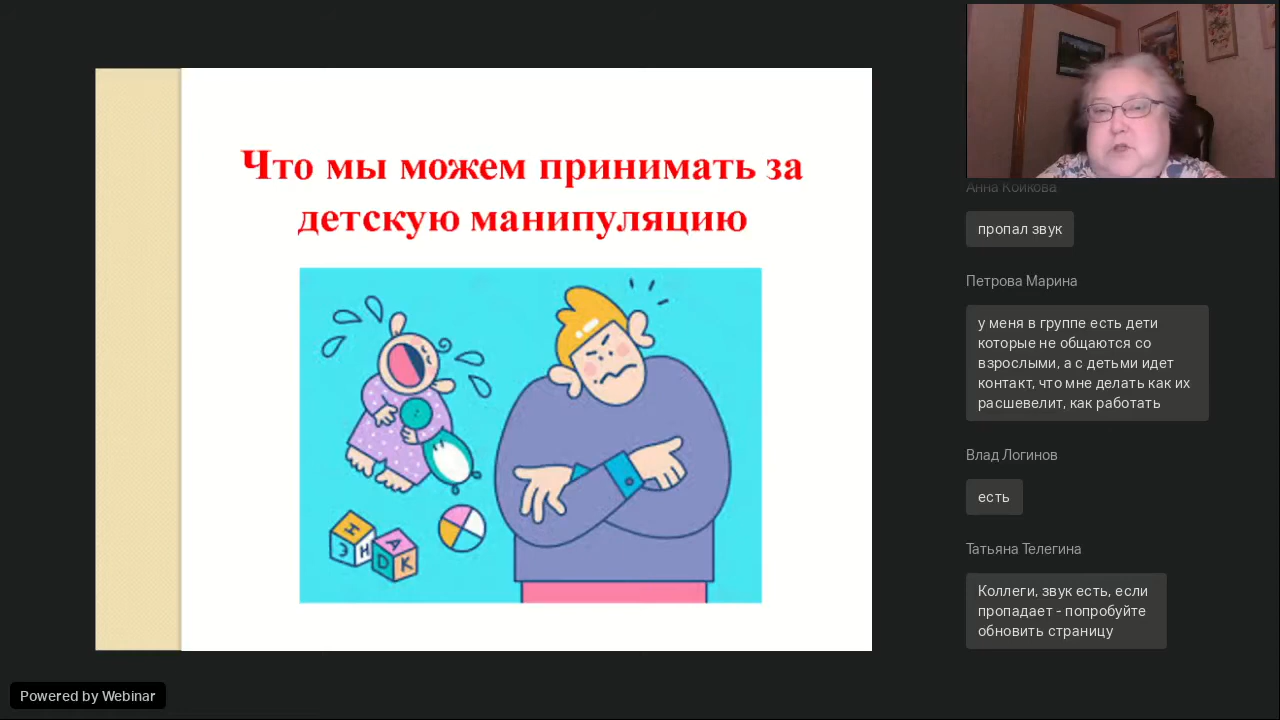 Что мы можем принимать за
детскую манипуляцию
Н
Э
Н
А
D
К
Анна Койкова
пропал звук
Петрова Марина
у меня в группе есть дети
которые не общаются со
взрослыми, а с детьми идет
контакт, что мне делать как их
расшевелит, как работать
Влад Логинов
есть
Татьяна Телегина
Коллеги, звук есть, если
пропадает - попробуйте
обновить страницу
Powered by Webinar